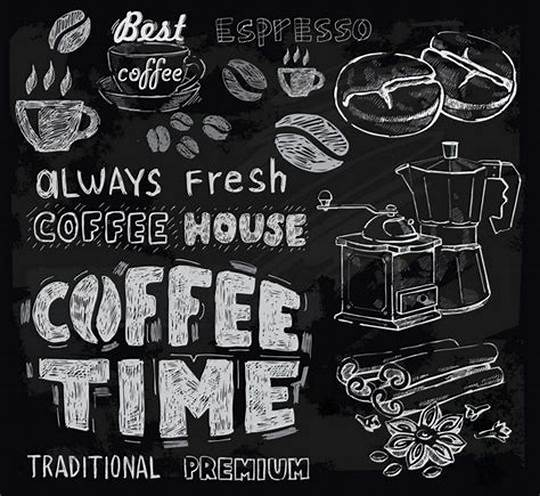 Best ESPRESSO
coffee
ALWAYS Fresh
COFFEE HOUSE
COFFEE
TIME
TRADITIONAL PREMIUM